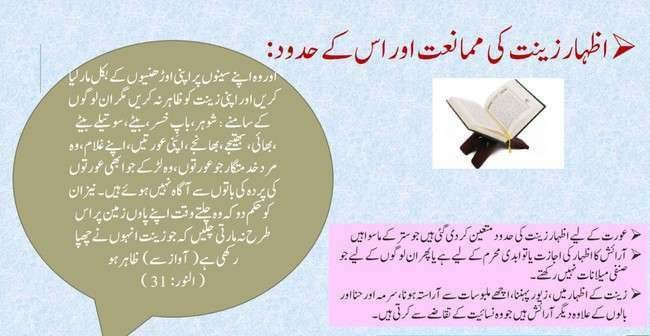 اظہار زینت کی ممانعت اور اس کے حدود:
اور وہ اپنے سینوں پر اپنی اوڑھنیوں کے بکل مار لیا
کریں اور اپنی زینت کو ظاہر نہ کریں مگر ان لوگوں
کے سامنے: شوہر، باپ خسر، بیٹے، سوتیلے بیٹے
،بھائی، بھتیجے، بھانجے، اپنی عورتیں، اپنے غلام، وہ
مرد خدمتگار جو عورتوں، وہ لڑکے جو ابھی عورتوں
کی پردہ کی باتوں سے آگاہ نہیں ہوئے ہیں۔ نیز ان
کو حکم دو کہ وہ چلتے وقت اپنے پاوں زمین پر اس
طرح نہ مارتی چلیں کہ جو زینت انہوں نے چھپا
رکھی ہے (آواز سے) ظاہر ہو
(النور: 31)
عورت کے لیے اظہار زینت کی حدود متعین کر دی گئی ہیں جو ستر کے ماسوا ہیں
آرائش کا اظہار کی اجازت یا تو ابدی محرم کے لیے ہے یا پھر ان لوگوں کے لیے جو
صنفی میلانات نہیں رکھتے۔
زینت کے اظہار میں، زیور پہننا، اچھے ملبوسات سے آراستہ ہونا، سرمہ اور حنا اور
بالوں کے علاوہ دیگر آرائش ہیں جو وہ نسائیت کے تقاضے سے کرتی ہیں۔